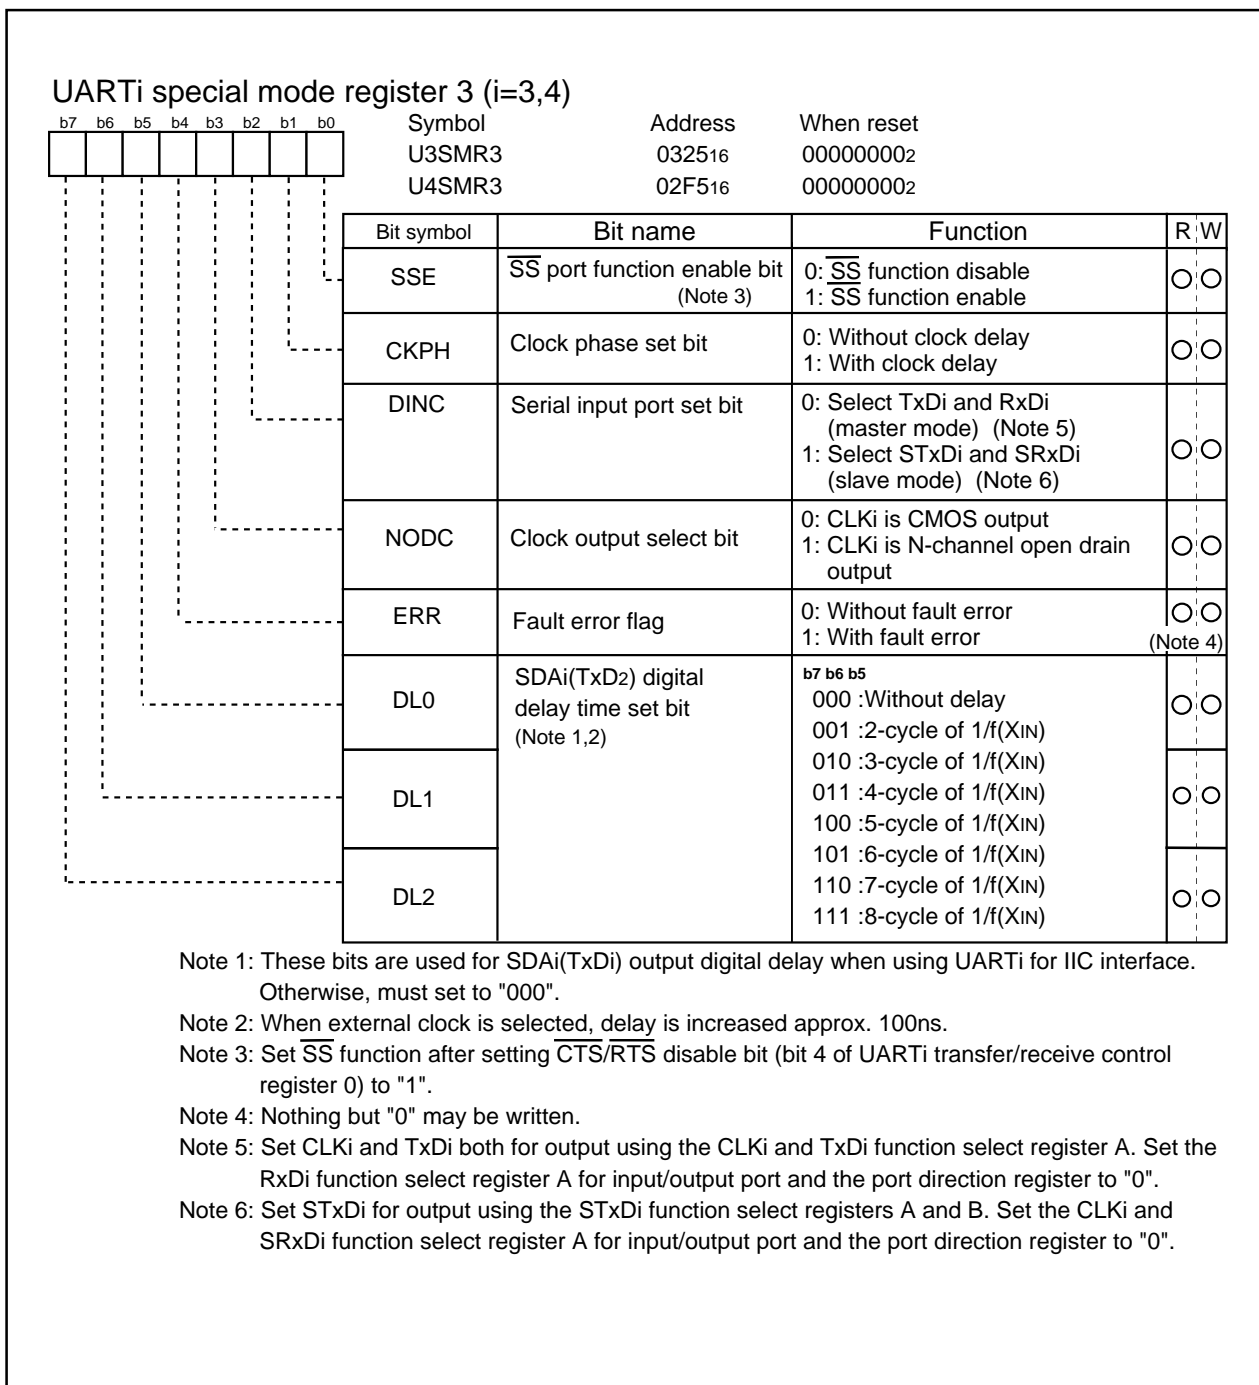 UARTi special mode register 3 (i=3,4)
b7 b6 b5 b4 b3 b2 b1 b0
Symbol Address When reset
U3SMR3 032516 000000002
U4SMR3 02F516 000000002
Bit symbol Bit name Function R W
SSE SS port function enable bit (Note 3) 0: SS function disable
1: SS function enable
CKPH Clock phase set bit 0: Without clock delay
1: With clock delay
DINC Serial input port set bit 0: Select TxDi and RxDi
(master mode) (Note 5)
1: Select STxDi and SRxDi
(slave mode) (Note 6)
NODC Clock output select bit 0: CLKi is CMOS output
1: CLKi is N-channel open drain
output
ERR Fault error flag 0: Without fault error
1: With fault error (Note 4)
DL0 SDAi(TxD2) digital
delay time set bit
(Note 1,2)
b7 b6 b5
000 :Without delay
001 :2-cycle of 1/f(XIN)
010 :3-cycle of 1/f(XIN)
DL1 011 :4-cycle of 1/f(XIN)
100 :5-cycle of 1/f(XIN)
101 :6-cycle of 1/f(XIN)
DL2 110 :7-cycle of 1/f(XIN)
111 :8-cycle of 1/f(XIN)
Note 1: These bits are used for SDAi(TxDi) output digital delay when using UARTi for IIC interface.
Otherwise, must set to "000".
Note 2: When external clock is selected, delay is increased approx. 100ns.
Note 3: Set SS function after setting CTS/RTS disable bit (bit 4 of UARTi transfer/receive control
register 0) to "1".
Note 4: Nothing but "0" may be written.
Note 5: Set CLKi and TxDi both for output using the CLKi and TxDi function select register A. Set the
RxDi function select register A for input/output port and the port direction register to "0".
Note 6: Set STxDi for output using the STxDi function select registers A and B. Set the CLKi and
SRxDi function select register A for input/output port and the port direction register to "0".